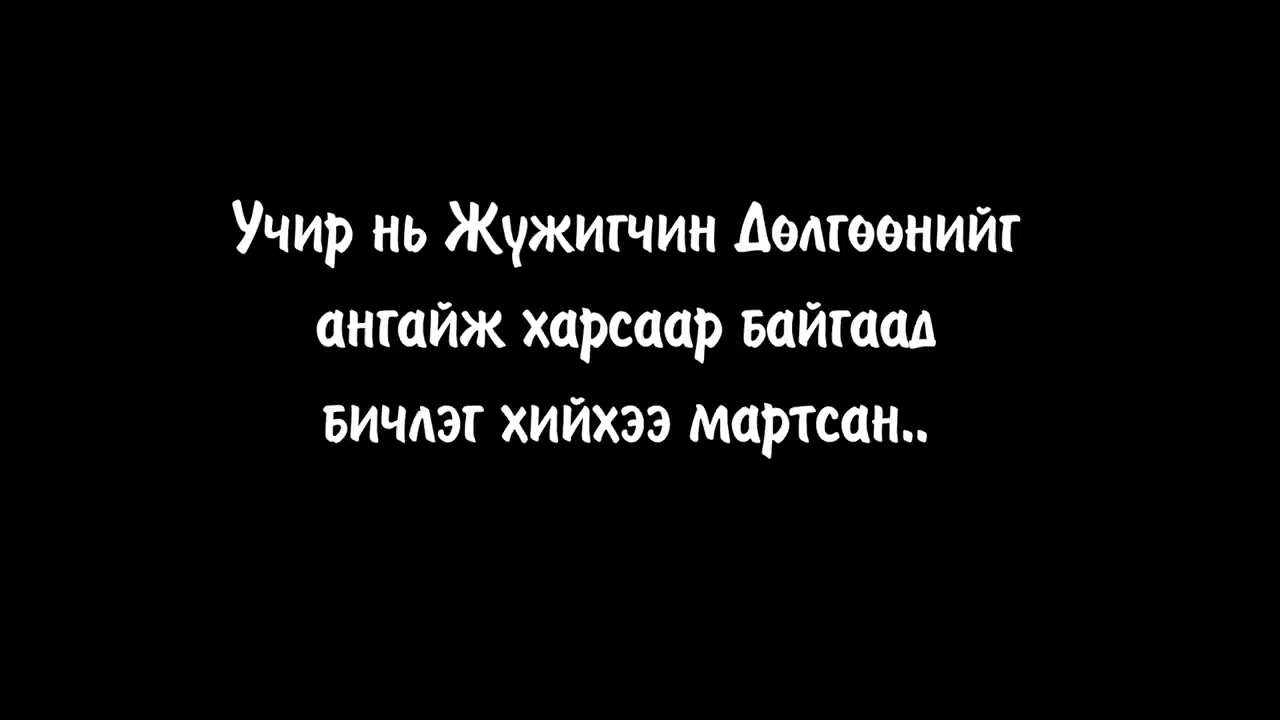 Учир нь Жүжигчин Дөлгөөнийг
ангайж харсаар байгаад
бичлэг хийхээ мартсан..